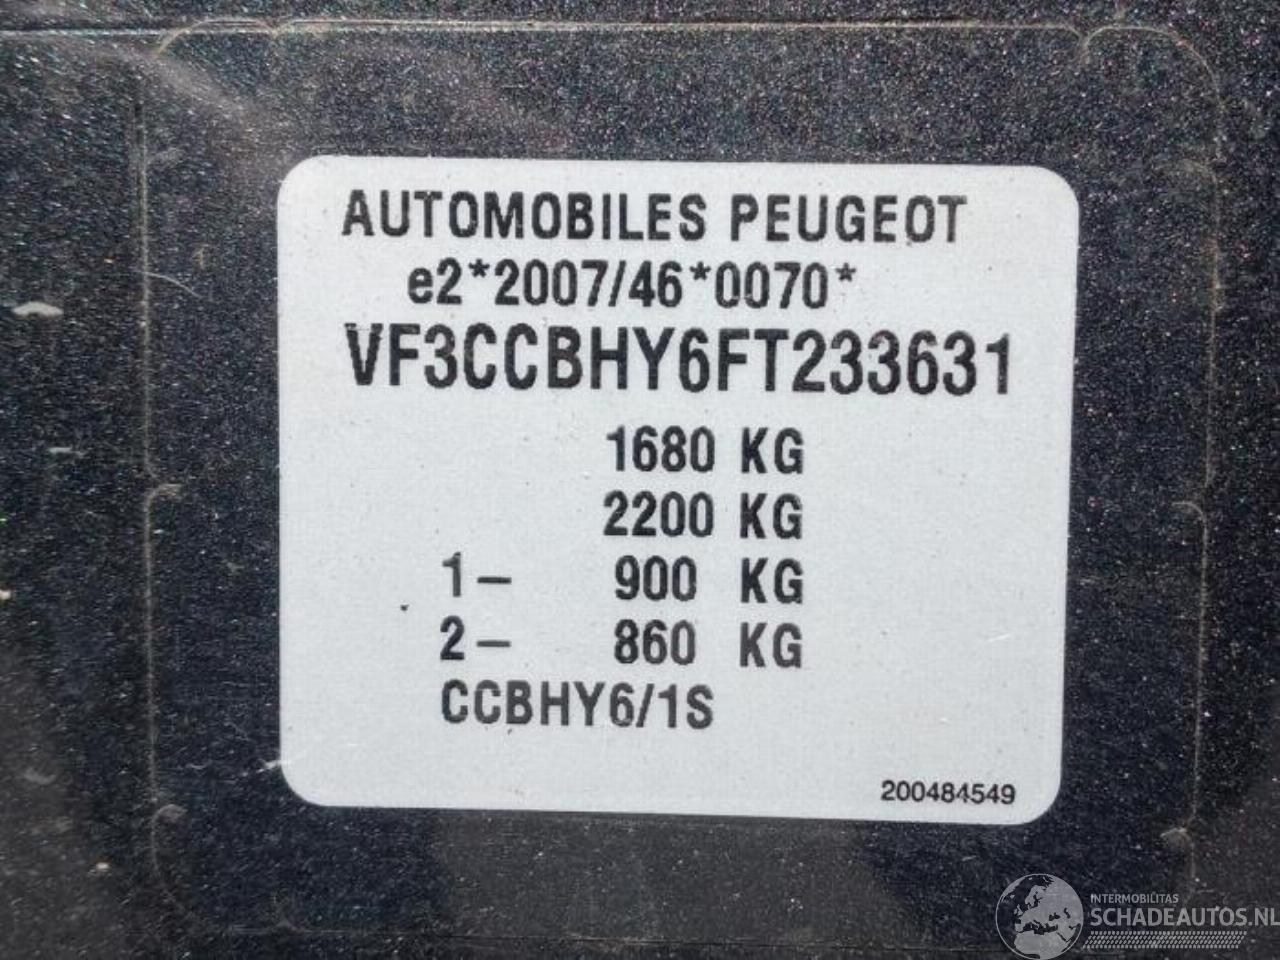 AUTOMOBILES PEUGEOT
e2*2007/46*0070*
VF3CCBHY6FT233631
1680 KG
2200 KG
1- 900 KG
2- 860 KG
CCBHY6/1S
200484549
INTERMOBILITAS
SCHADEAUTOS.NL